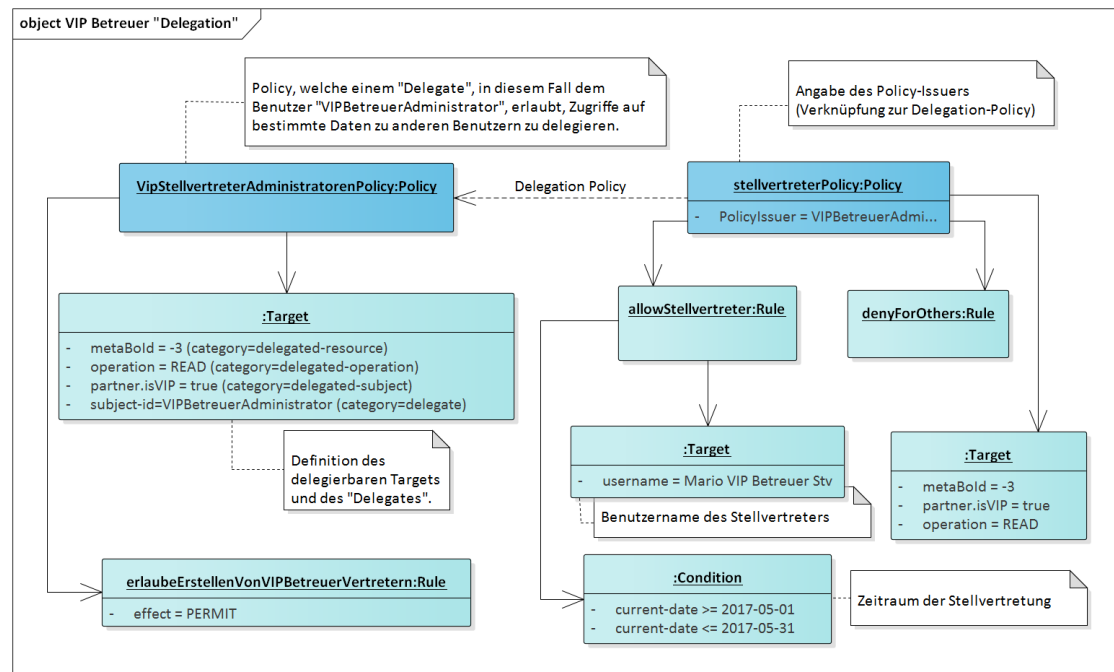 object VIP Betreuer "Delegation"
Policy, welche einem "Delegate", in diesem Fall dem
Benutzer "VIPBetreuerAdministrator", erlaubt, Zugriffe auf
bestimmte Daten zu anderen Benutzern zu delegieren.
Angabe des Policy-Issuers
(Verknüpfung zur Delegation-Policy)
VipStellvertreterAdministratorenPolicy:Policy
Delegation Policy
stellvertreterPolicy:Policy
- PolicyIssuer = VIPBetreuerAdmi...
:Target
- metaBoId = -3 (category=delegated-resource)
- operation = READ (category=delegated-operation)
- partner.isVIP = true (category=delegated-subject)
- subject-id=VIPBetreuerAdministrator (category=delegate)
allowStellvertreter:Rule
denyForOthers:Rule
Definition des
delegierbaren Targets
und des "Delegates".
:Target
- username = Mario VIP Betreuer Stv
Benutzername des Stellvertreters
:Target
- metaBoId = -3
- partner.isVIP = true
- operation = READ
erlaubeErstellenVonVIPBetreuerVertretern:Rule
- effect = PERMIT
:Condition
- current-date >= 2017-05-01
- current-date <= 2017-05-31
Zeitraum der Stellvertretung